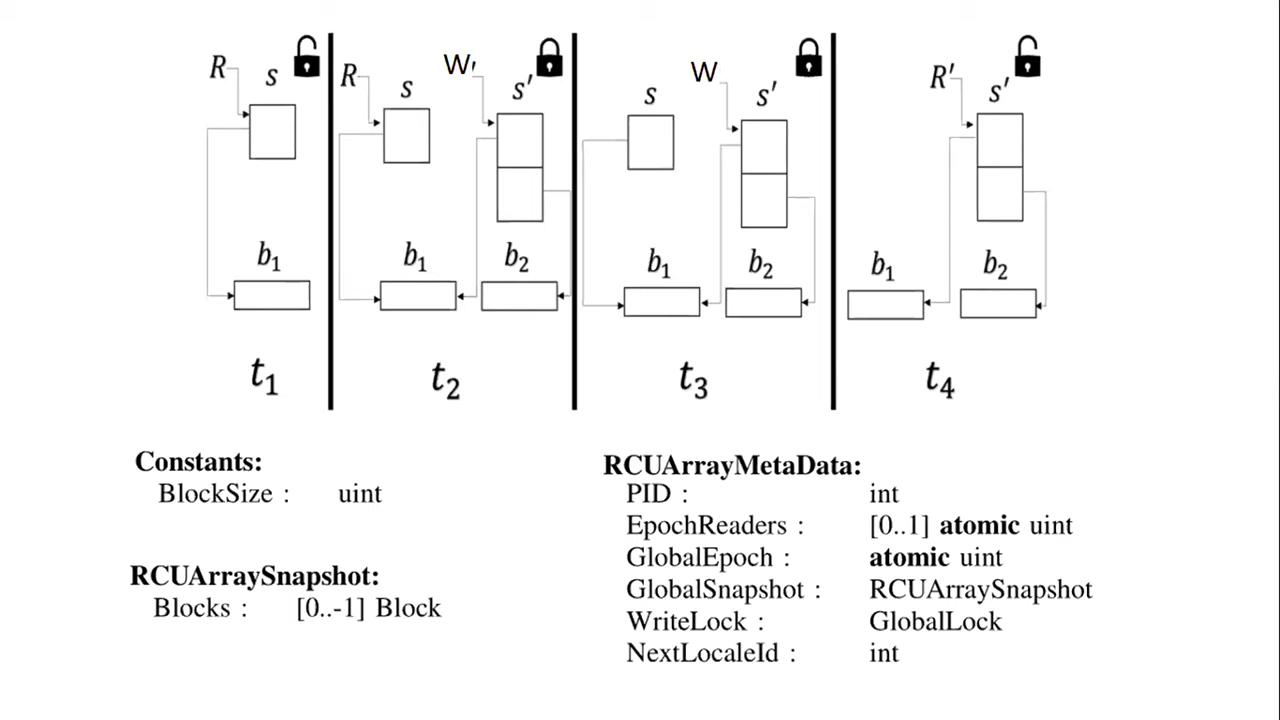 R s
R s W′ s′
s W s′
R′ s′
b₁
b₁ b₂
b₁ b₂
b₁ b₂
t₁ t₂ t₃ t₄
Constants:
BlockSize : uint
RCUArraySnapshot:
Blocks : [0..-1] Block
RCUArrayMetaData:
PID : int
EpochReaders : [0..1] atomic uint
GlobalEpoch : atomic uint
GlobalSnapshot : RCUArraySnapshot
WriteLock : GlobalLock
NextLocaleId : int